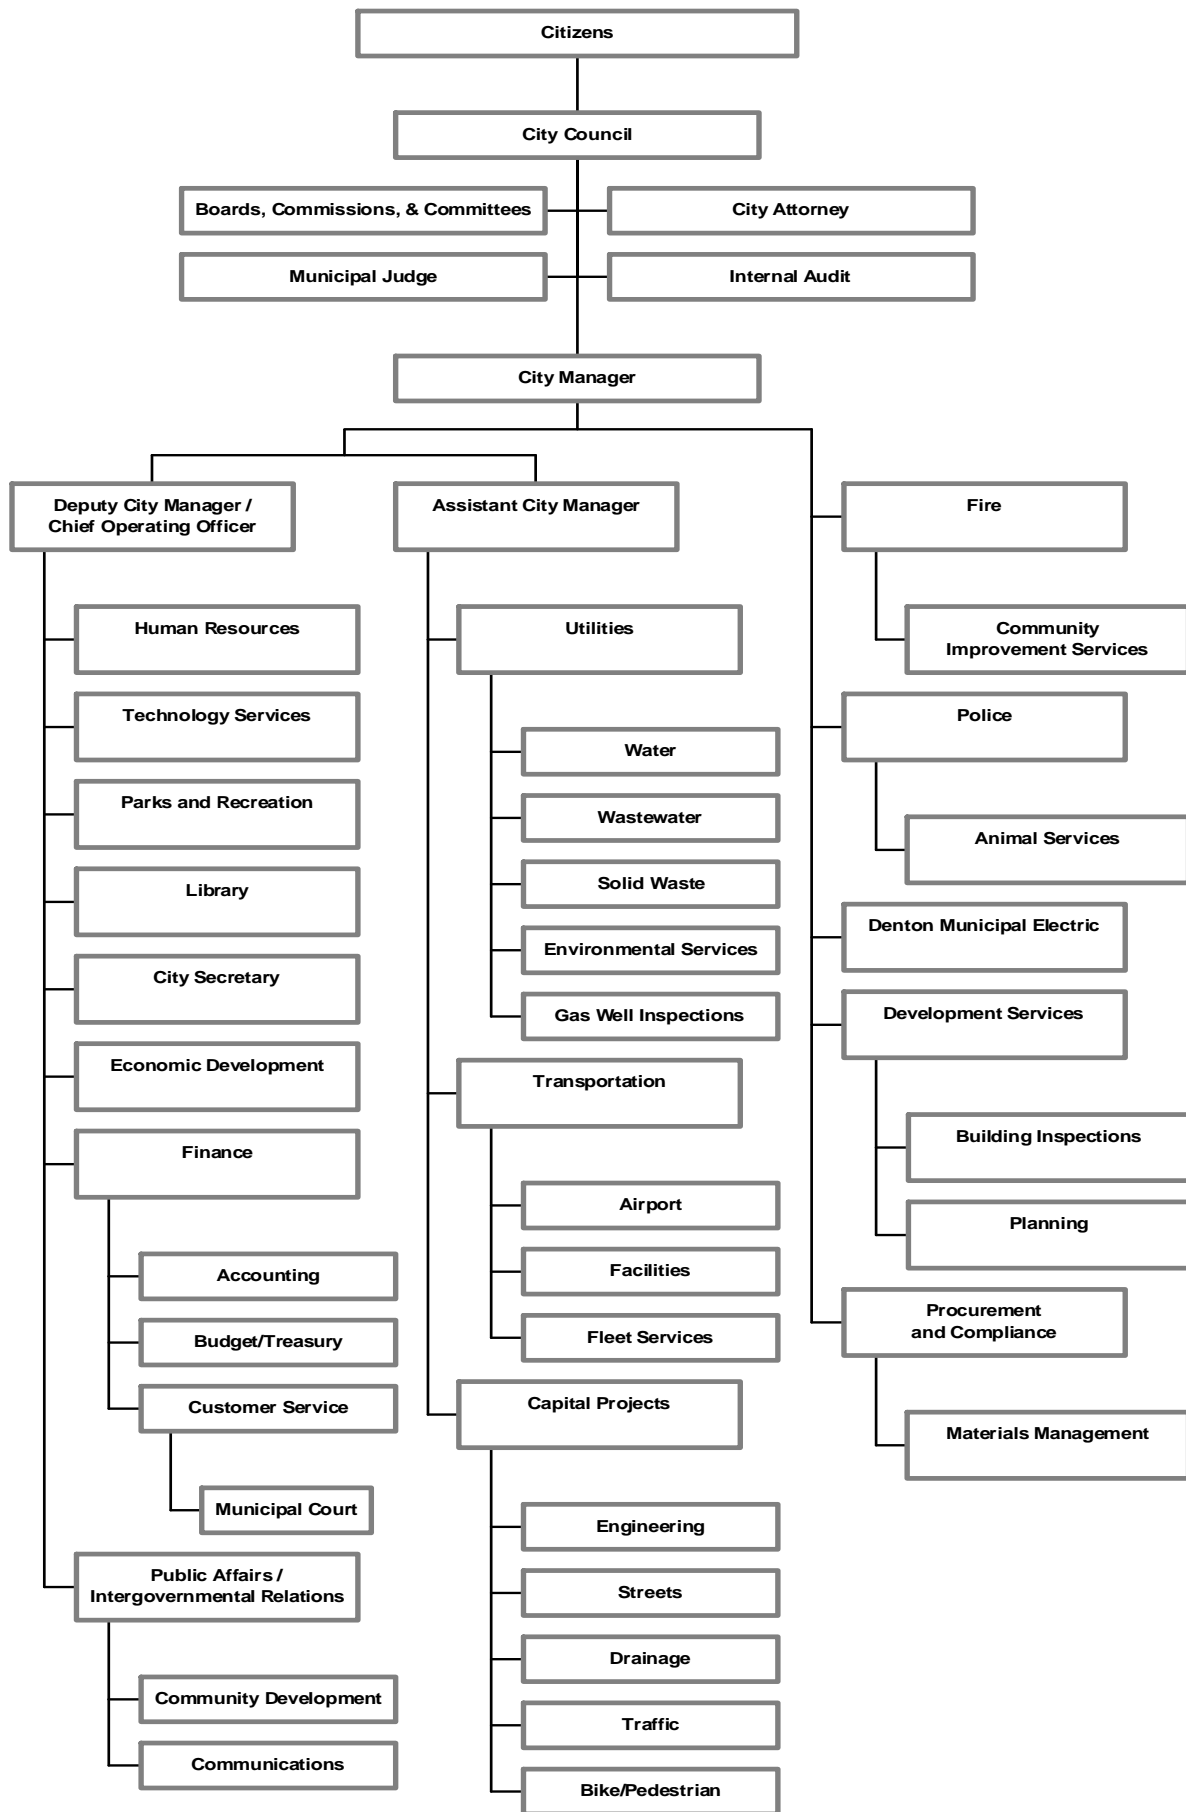 Citizens
City Council
Boards, Commissions, & Committees
City Attorney
Municipal Judge
Internal Audit
City Manager
Deputy City Manager /
Chief Operating Officer
Human Resources
Technology Services
Parks and Recreation
Library
City Secretary
Economic Development
Finance
Accounting
Budget/Treasury
Customer Service
Municipal Court
Public Affairs /
Intergovernmental Relations
Community Development
Communications
Assistant City Manager
Utilities
Water
Wastewater
Solid Waste
Environmental Services
Gas Well Inspections
Transportation
Airport
Facilities
Fleet Services
Capital Projects
Engineering
Streets
Drainage
Traffic
Bike/Pedestrian
Fire
Community
Improvement Services
Police
Animal Services
Denton Municipal Electric
Development Services
Building Inspections
Planning
Procurement
and Compliance
Materials Management